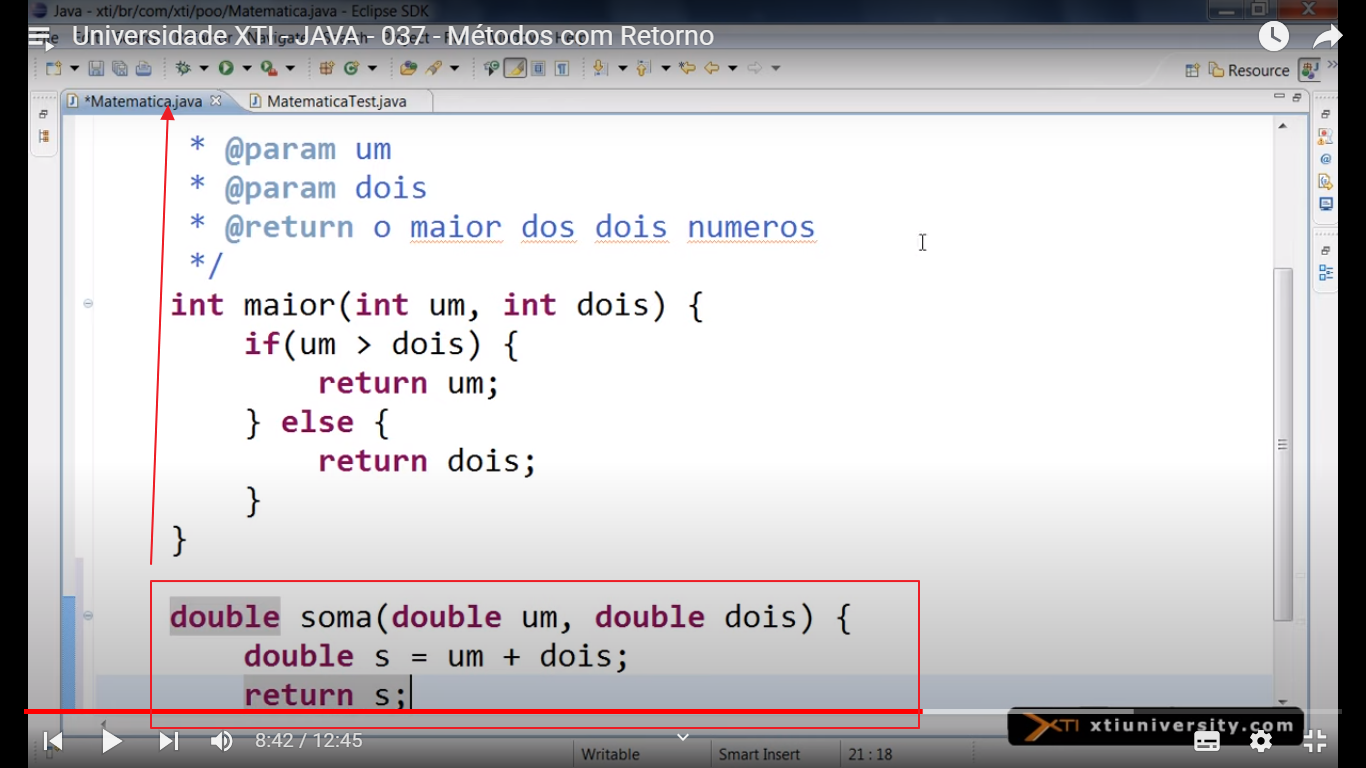 Java - xti/br/com/xti/poo/Matematica.java - Eclipse SDK
Universidade XTI - JAVA - 037 - Métodos com Retorno
Resource
*Matematica.java
MatematicaTest.java
* @param um
* @param dois
* @return o maior dos dois numeros
*/
int maior(int um, int dois) {
if(um > dois) {
return um;
} else {
return dois;
}
}
double soma(double um, double dois) {
double s = um + dois;
return s;
XTI xtiuniversity.com
8:42 / 12:45
Writable
Smart Insert
21 : 18